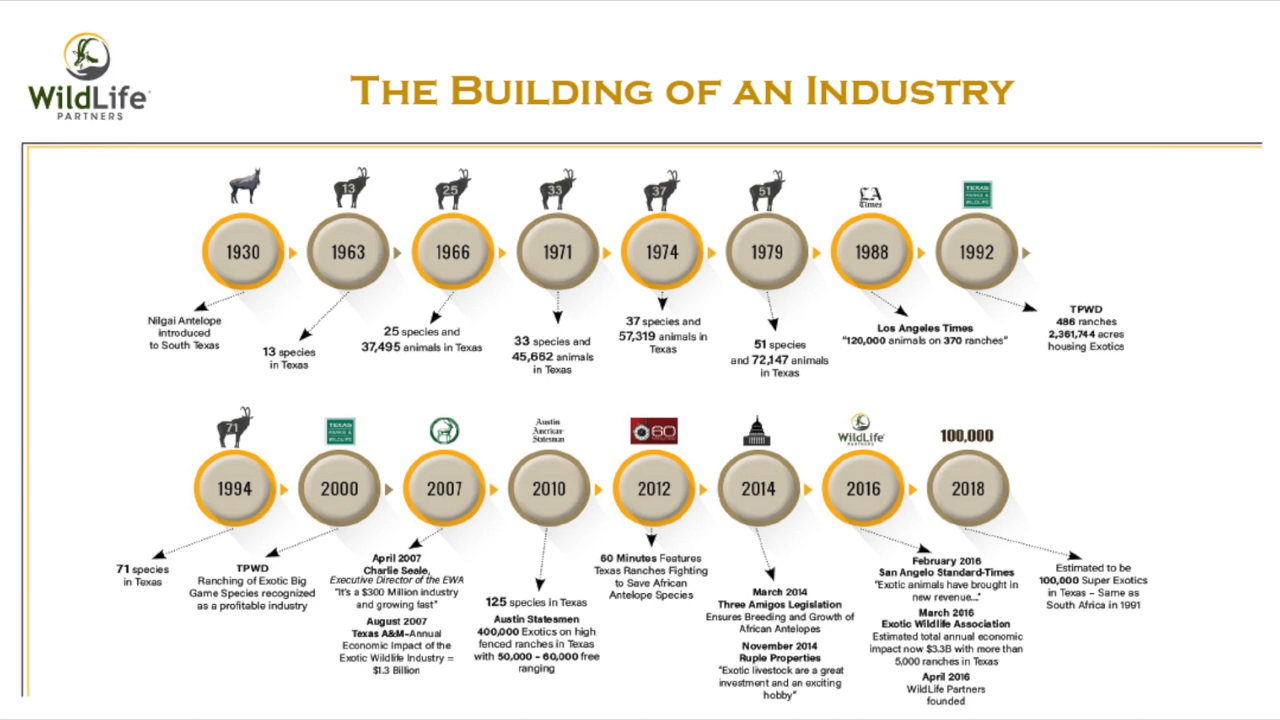 WildLife
PARTNERS
THE BUILDING OF AN INDUSTRY
13
25
33
37
51
LA
Times
TEXAS
PARKS &
WILDLIFE
1930
1963
1966
1971
1974
1979
1988
1992
Nilgai Antelope
introduced
to South Texas
13 species
in Texas
25 species and
37,495 animals in Texas
33 species and
45,662 animals
in Texas
37 species and
57,319 animals in
Texas
51 species
and 72,147 animals
in Texas
Los Angeles Times
"120,000 animals on 370 ranches"
TPWD
486 ranches
2,361,744 acres
housing Exotics
71
TEXAS
PARKS &
WILDLIFE
Austin
American-
Statesman
60
WildLife
PARTNERS
100,000
1994
2000
2007
2010
2012
2014
2016
2018
71 species
in Texas
TPWD
Ranching of Exotic Big
Game Species recognized
as a profitable industry
April 2007
Charlie Seale,
Executive Director of the EWA
"It's a $300 Million industry
and growing fast"
August 2007
Texas A&M-Annual
Economic Impact of the
Exotic Wildlife Industry =
$1.3 Billion
125 species in Texas
Austin Statesmen
400,000 Exotics on high
fenced ranches in Texas
with 50,000 - 60,000 free
ranging
60 Minutes Features
Texas Ranches Fighting
to Save African
Antelope Species
March 2014
Three Amigos Legislation
Ensures Breeding and Growth of
African Antelopes
November 2014
Ruple Properties
"Exotic livestock are a great
investment and an exciting
hobby"
February 2016
San Angelo Standard-Times
"Exotic animals have brought in
new revenue..."
March 2016
Exotic Wildlife Association
Estimated total annual economic
impact now $3.3B with more than
5,000 ranches in Texas
April 2016
WildLife Partners
founded
Estimated to be
100,000 Super Exotics
in Texas – Same as
South Africa in 1991